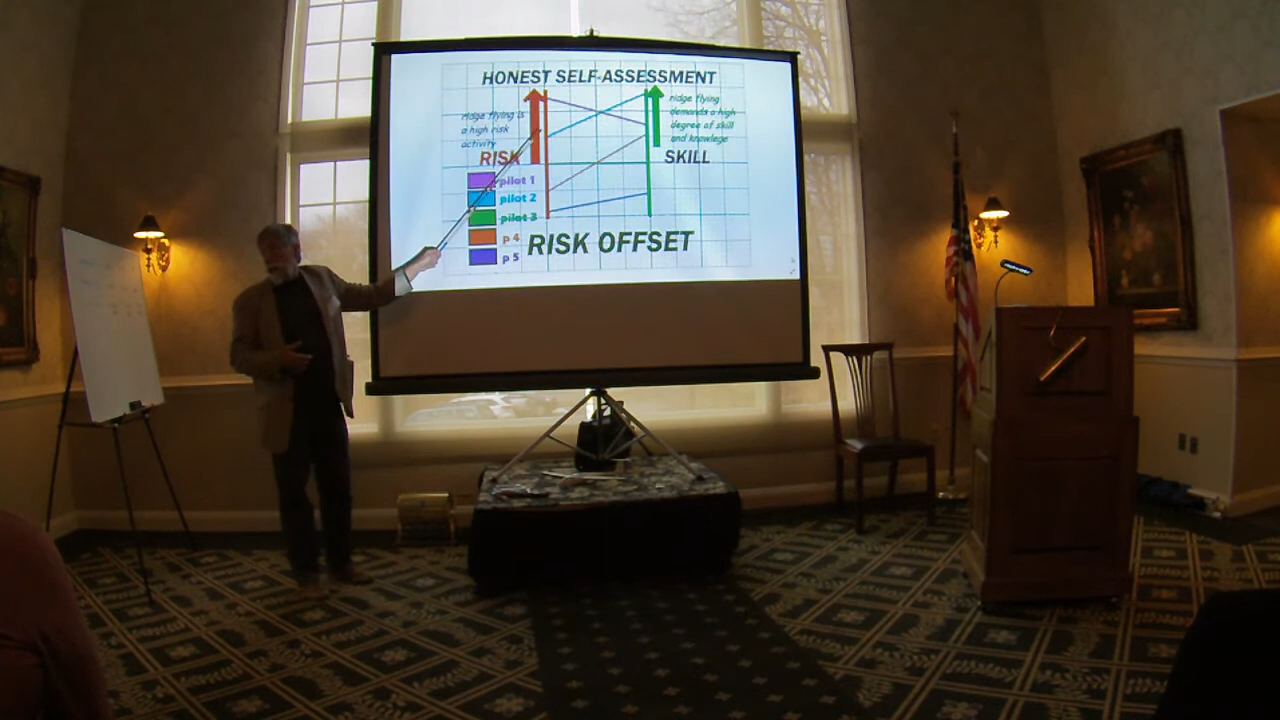 HONEST SELF-ASSESSMENT
ridge flying is
a high risk
activity
RISK
ridge flying
demands a high
degree of skill
and knowlege
SKILL
pilot 1
pilot 2
pilot 3
p 4
p 5
RISK OFFSET